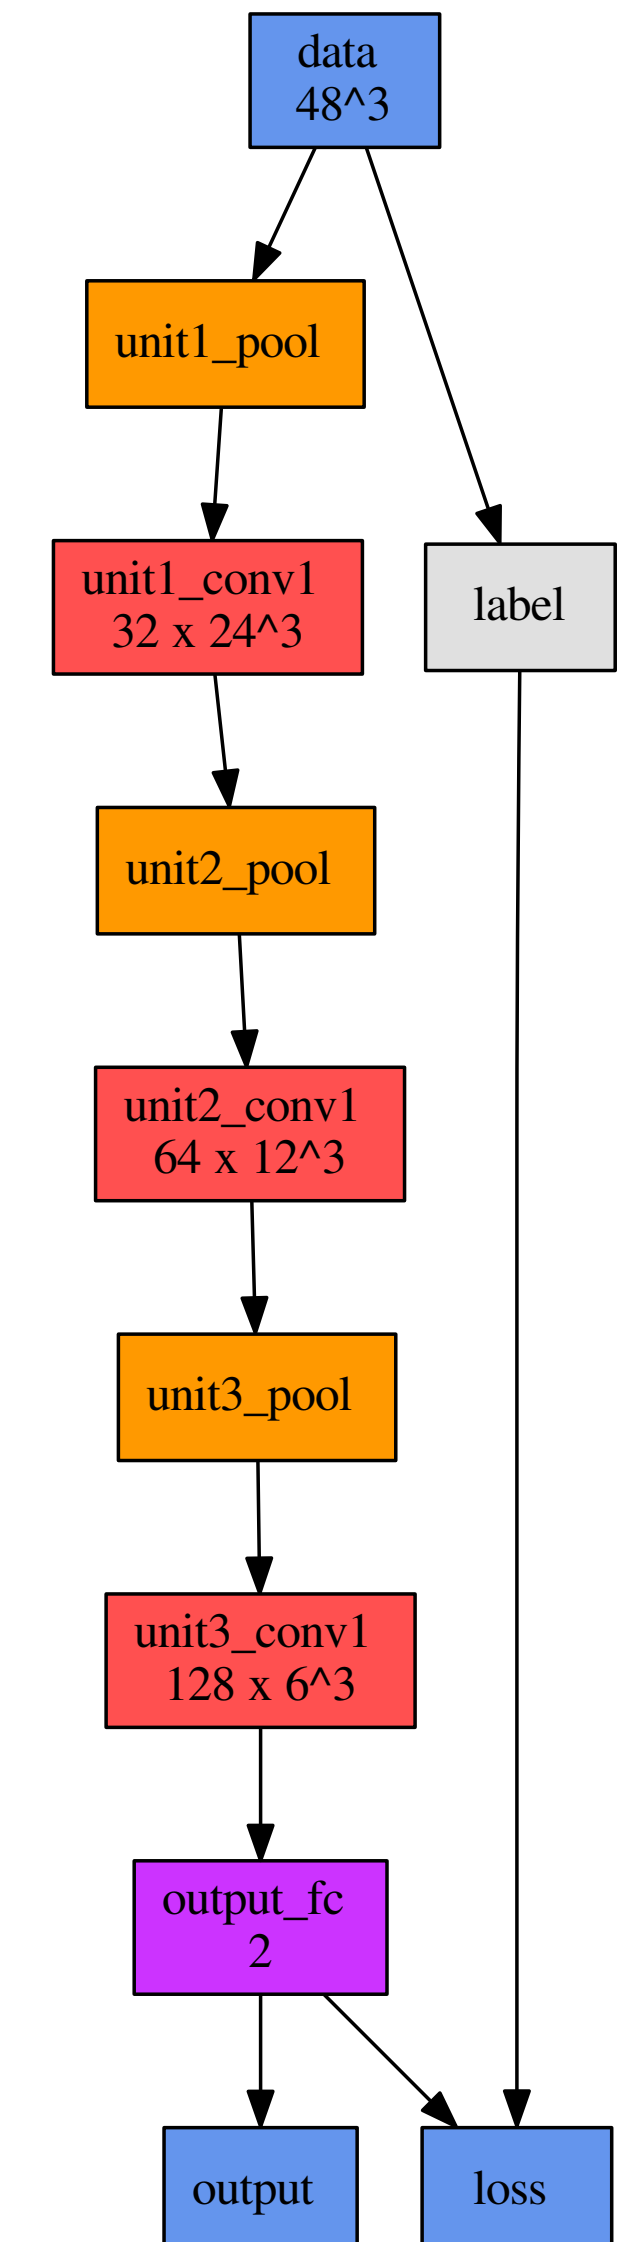 data
48^3
unit1_pool
unit1_conv1
32 x 24^3
label
unit2_pool
unit2_conv1
64 x 12^3
unit3_pool
unit3_conv1
128 x 6^3
output_fc
2
output
loss